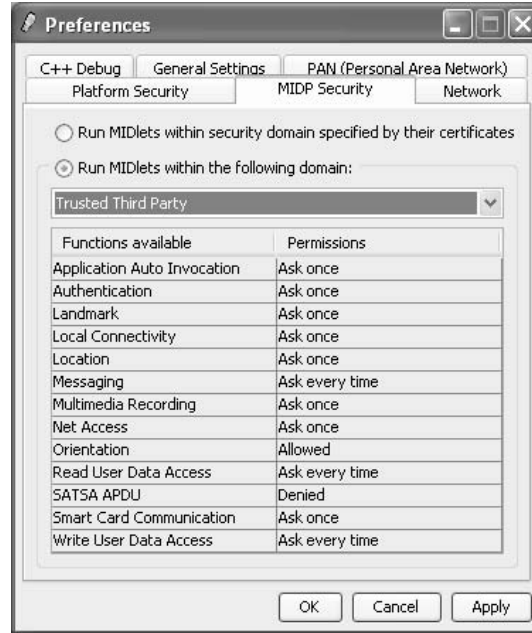 Preferences
C++ Debug General Settings PAN (Personal Area Network)
Platform Security MIDP Security Network
Run MIDlets within security domain specified by their certificates
Run MIDlets within the following domain:
Trusted Third Party
Functions available Permissions
Application Auto Invocation Ask once
Authentication Ask once
Landmark Ask once
Local Connectivity Ask once
Location Ask once
Messaging Ask every time
Multimedia Recording Ask once
Net Access Ask once
Orientation Allowed
Read User Data Access Ask every time
SATSA APDU Denied
Smart Card Communication Ask once
Write User Data Access Ask every time
OK Cancel Apply